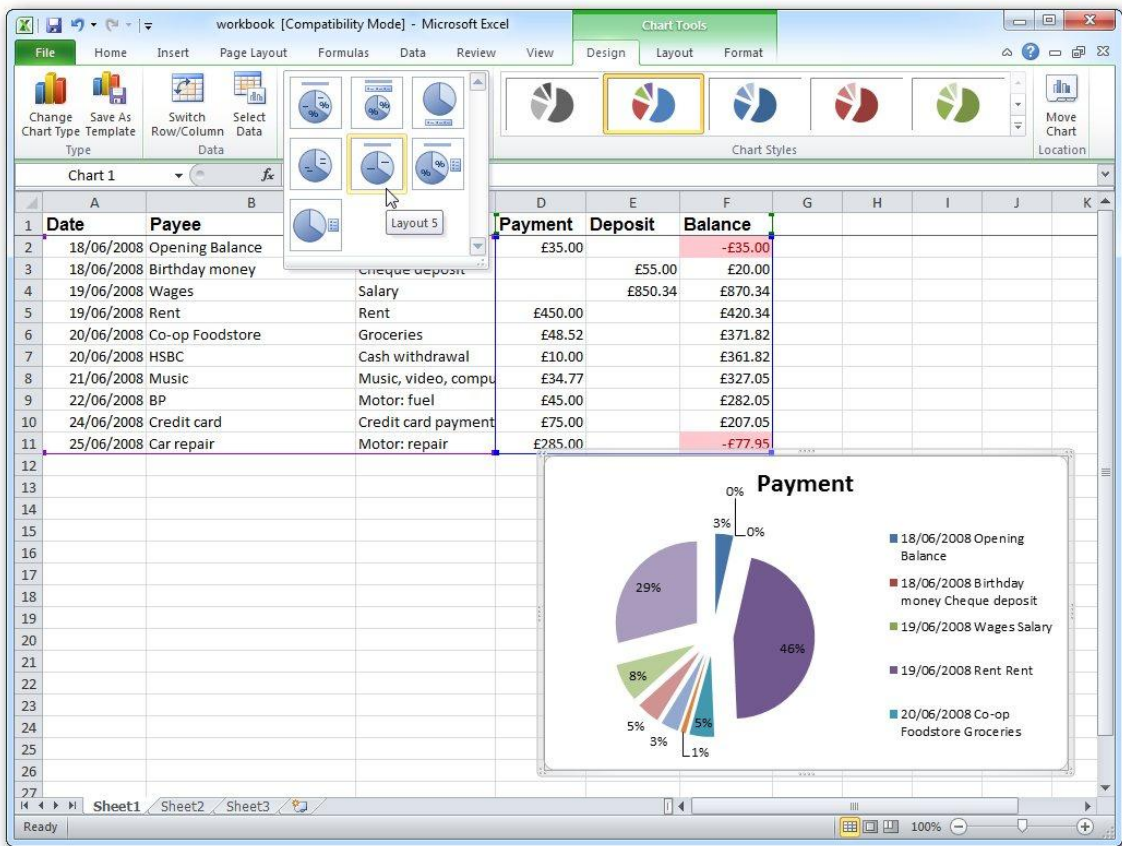 workbook [Compatibility Mode] - Microsoft Excel
Chart Tools
File Home Insert Page Layout Formulas Data Review View Design Layout Format
Change Chart Type
Save As Template
Switch Row/Column
Select Data
Move Chart
Type
Data
Chart Styles
Location
Chart 1
fx
Layout 5
A B D E F G H I J K
1 Date Payee Payment Deposit Balance
2 18/06/2008 Opening Balance £35.00 -£35.00
3 18/06/2008 Birthday money Cheque deposit £55.00 £20.00
4 19/06/2008 Wages Salary £850.34 £870.34
5 19/06/2008 Rent Rent £450.00 £420.34
6 20/06/2008 Co-op Foodstore Groceries £48.52 £371.82
7 20/06/2008 HSBC Cash withdrawal £10.00 £361.82
8 21/06/2008 Music Music, video, compu £34.77 £327.05
9 22/06/2008 BP Motor: fuel £45.00 £282.05
10 24/06/2008 Credit card Credit card payment £75.00 £207.05
11 25/06/2008 Car repair Motor: repair £285.00 -£77.95
12
13
14
15
16
17
18
19
20
21
22
23
24
25
26
27
Payment
0%
3%
0%
29%
46%
8%
5%
3%
1%
5%
18/06/2008 Opening
Balance
18/06/2008 Birthday
money Cheque deposit
19/06/2008 Wages Salary
19/06/2008 Rent Rent
20/06/2008 Co-op
Foodstore Groceries
Sheet1 Sheet2 Sheet3
Ready 100%